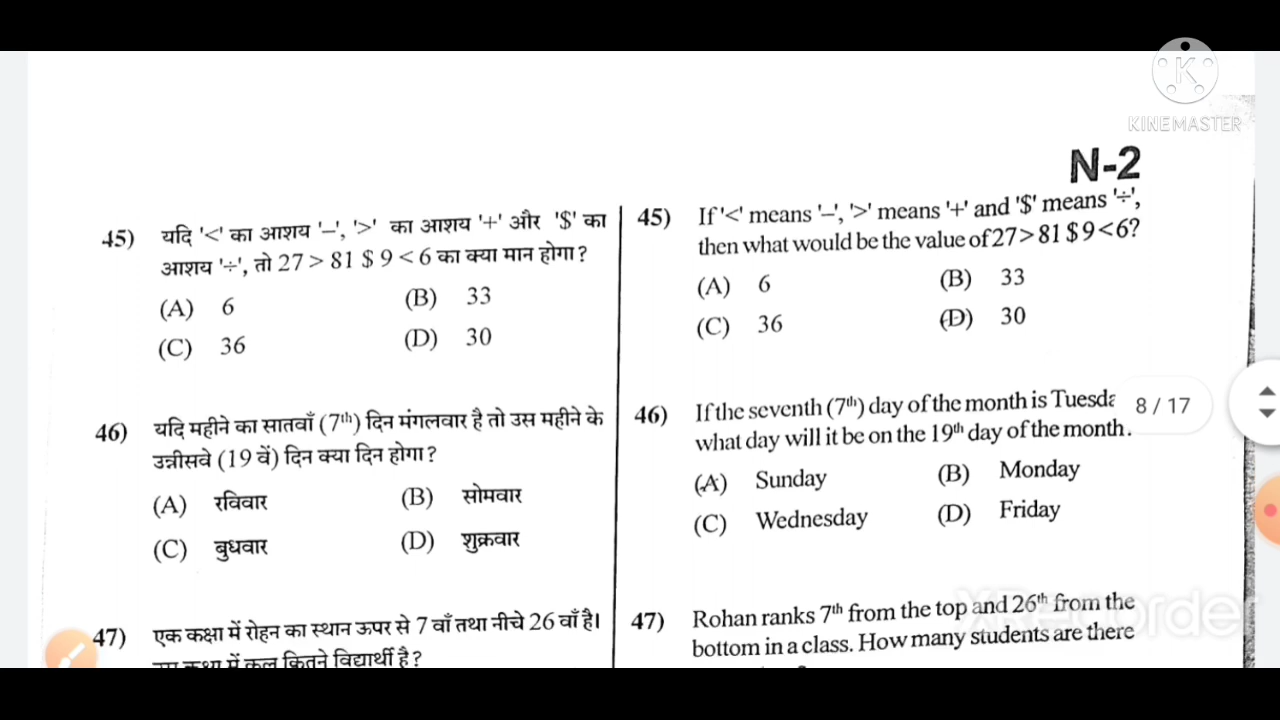 K
KINEMASTER
N-2
45) यदि '<' का आशय '–', '>' का आशय '+' और '$' का
आशय '÷', तो 27 > 81 $ 9 < 6 का क्या मान होगा?
(A) 6 (B) 33
(C) 36 (D) 30
46) यदि महीने का सातवाँ (7th) दिन मंगलवार है तो उस महीने के
उन्नीसवे (19 वें) दिन क्या दिन होगा?
(A) रविवार (B) सोमवार
(C) बुधवार (D) शुक्रवार
47) एक कक्षा में रोहन का स्थान ऊपर से 7 वाँ तथा नीचे 26 वाँ है।
उस कक्षा में कुल कितने विद्यार्थी है?
45) If '<' means '–', '>' means '+' and '$' means '÷',
then what would be the value of 27 > 81 $ 9 < 6?
(A) 6 (B) 33
(C) 36 (D) 30
46) If the seventh (7th) day of the month is Tuesda
what day will it be on the 19th day of the month.
(A) Sunday (B) Monday
(C) Wednesday (D) Friday
47) Rohan ranks 7th from the top and 26th from the
bottom in a class. How many students are there
8 / 17
XRecorder